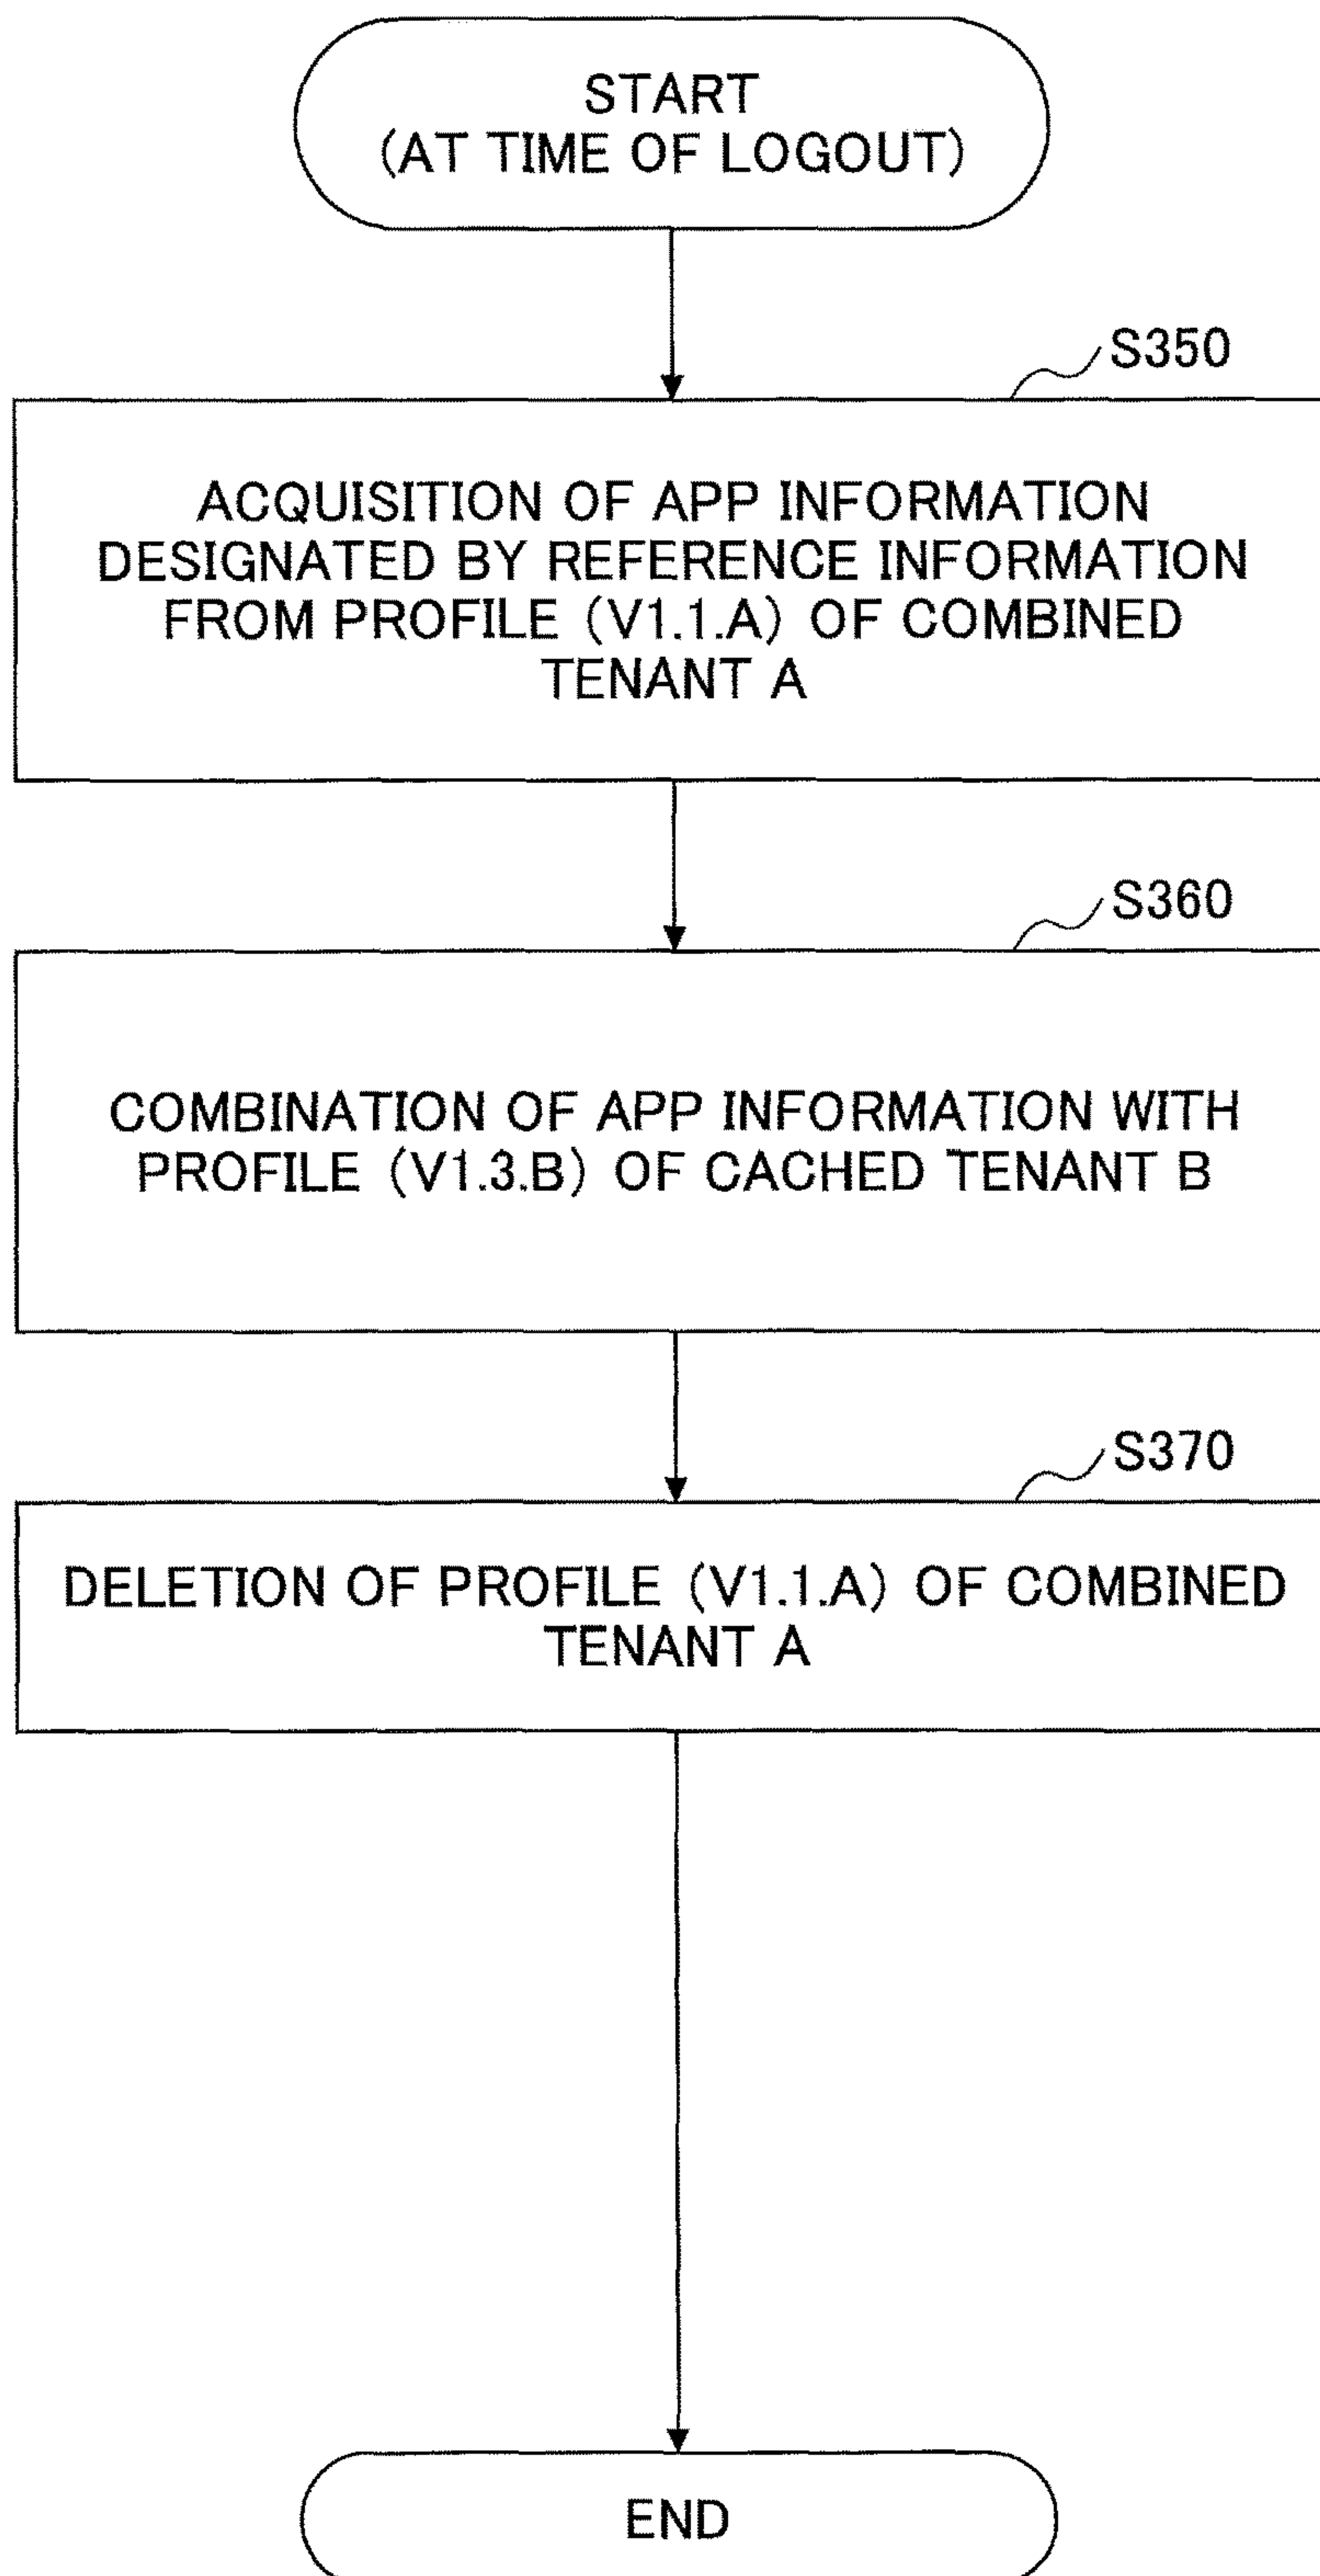 START
(AT TIME OF LOGOUT)
S350
ACQUISITION OF APP INFORMATION
DESIGNATED BY REFERENCE INFORMATION
FROM PROFILE (V1.1.A) OF COMBINED
TENANT A
S360
COMBINATION OF APP INFORMATION WITH
PROFILE (V1.3.B) OF CACHED TENANT B
S370
DELETION OF PROFILE (V1.1.A) OF COMBINED
TENANT A
END